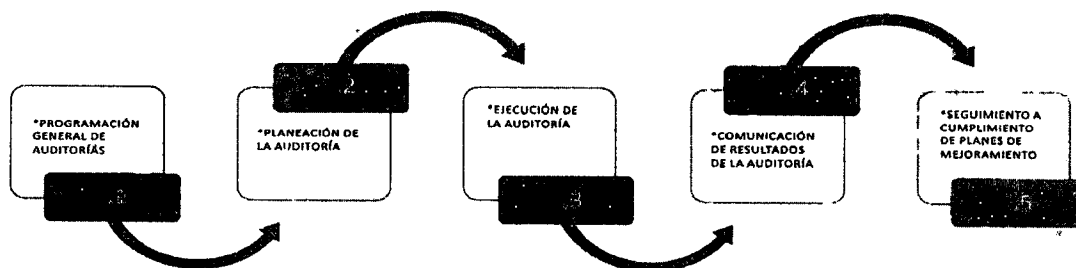 *PROGRAMACIÓN
GENERAL DE
AUDITORÍAS
2
*PLANEACIÓN DE
LA AUDITORÍA
*EJECUCIÓN DE
LA AUDITORÍA
3
4
*COMUNICACIÓN
DE RESULTADOS
DE LA AUDITORÍA
*SEGUIMIENTO A
CUMPLIMIENTO
DE PLANES DE
MEJORAMIENTO
5